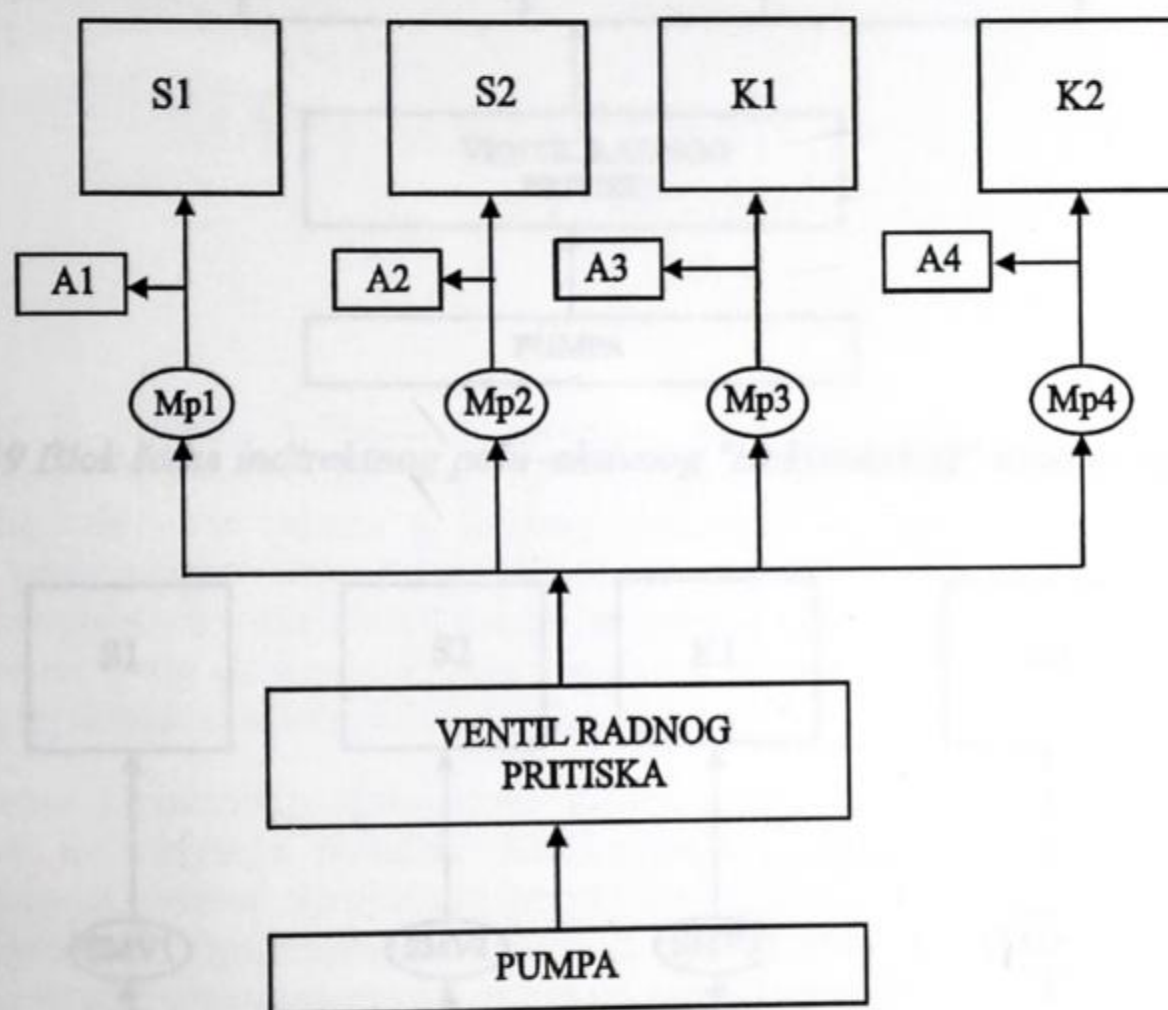 S1 S2 K1 K2
A1 A2 A3 A4
Mp1 Mp2 Mp3 Mp4
VENTIL RADNOG
PRITISKA
PUMPA